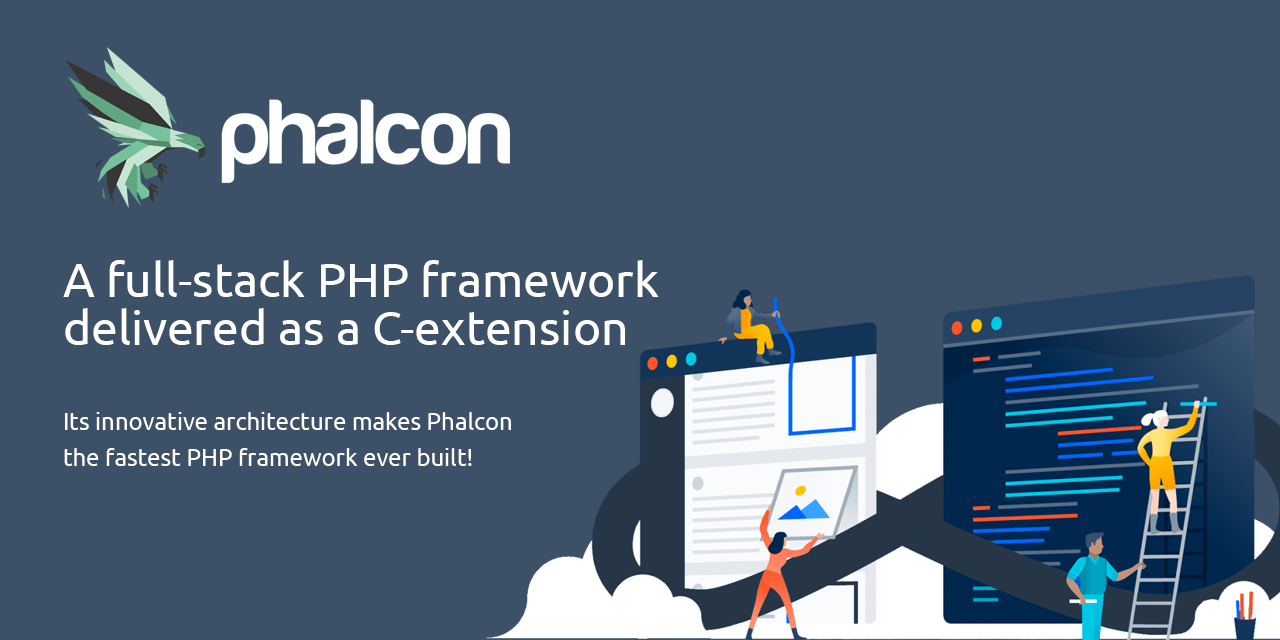 phalcon
A full-stack PHP framework
delivered as a C-extension
Its innovative architecture makes Phalcon
the fastest PHP framework ever built!